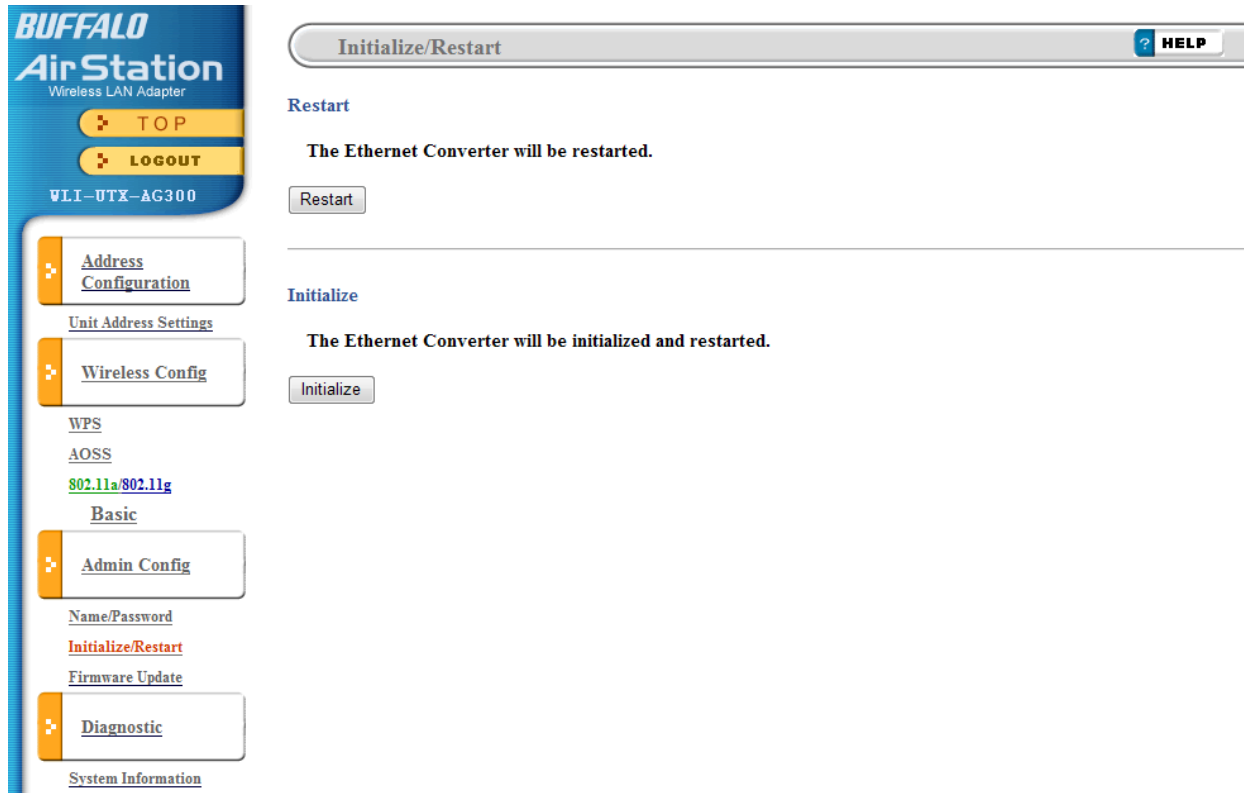 BUFFALO
AirStation
Wireless LAN Adapter
TOP
LOGOUT
WLI-UTX-AG300
Address
Configuration
Unit Address Settings
Wireless Config
WPS
AOSS
802.11a/802.11g
Basic
Admin Config
Name/Password
Initialize/Restart
Firmware Update
Diagnostic
System Information
Initialize/Restart
? HELP
Restart
The Ethernet Converter will be restarted.
Restart
Initialize
The Ethernet Converter will be initialized and restarted.
Initialize